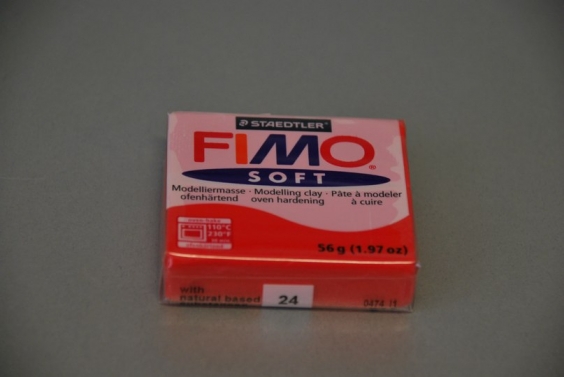 STAEDTLER
FIMO
SOFT
Modelliermasse · Modelling clay · Pâte à modeler
ofenhärtend oven hardening à cuire
110°C
230°F
56 g (1.97 oz)
with
natural based
24